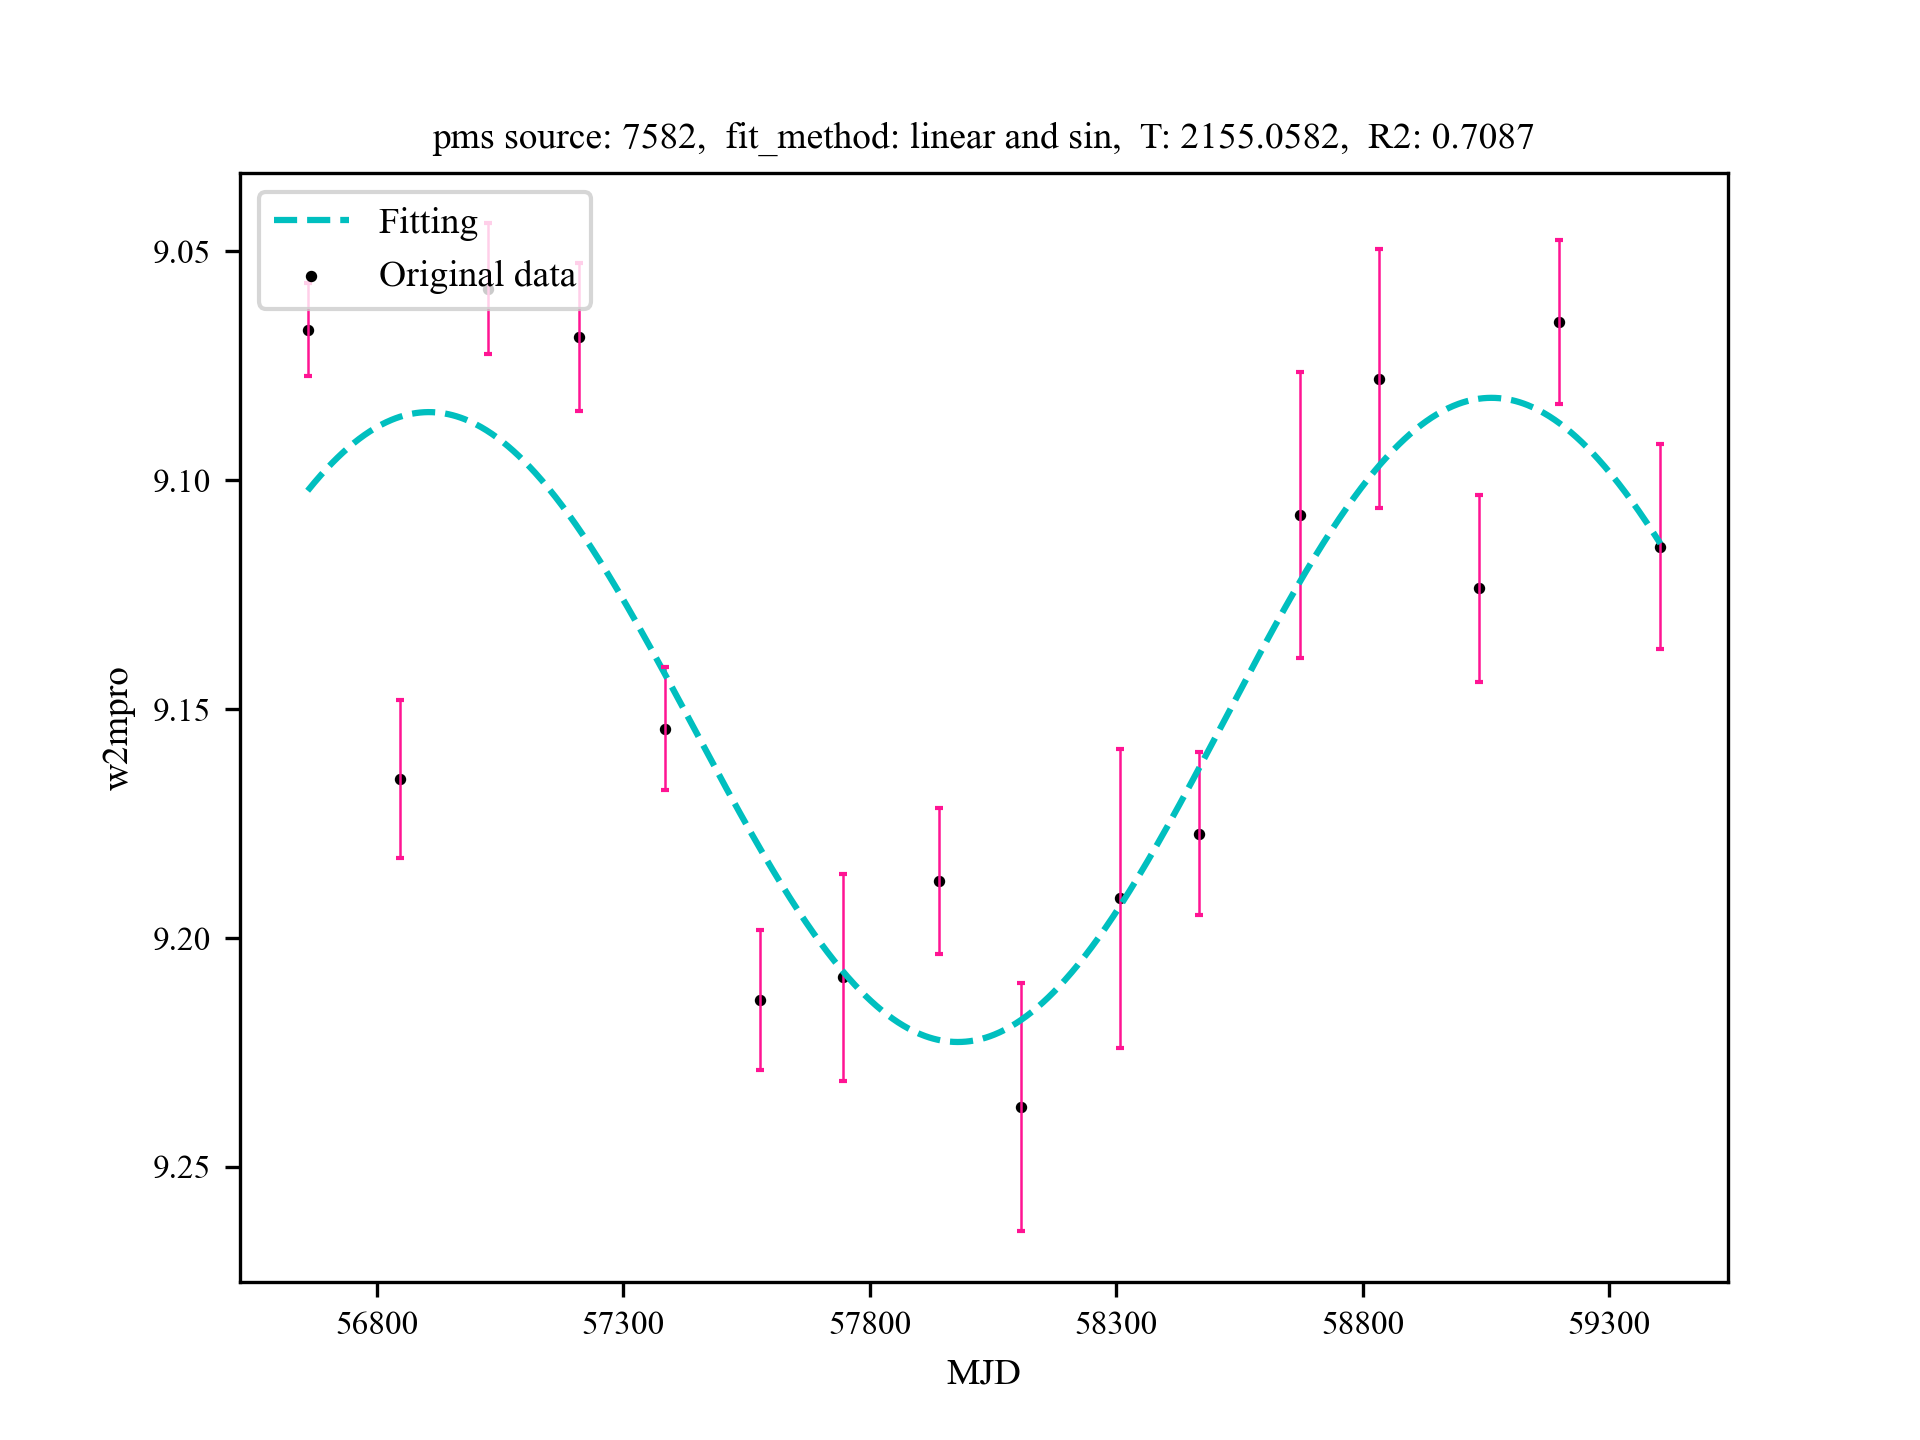 pms source: 7582, fit_method: linear and sin, T: 2155.0582, R2: 0.7087
Fitting
Original data
9.05
9.10
9.15
9.20
9.25
w2mpro
56800 57300 57800 58300 58800 59300
MJD